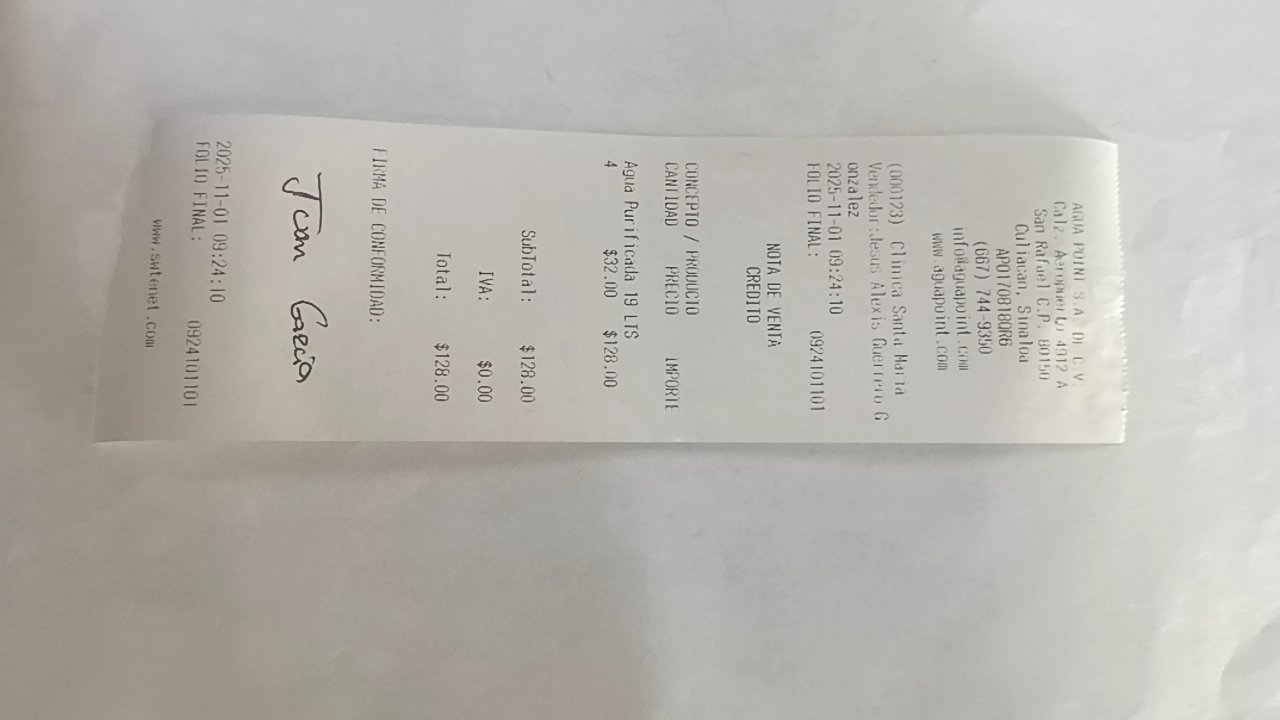 AGUA POINT S.A. DE C.V.
Calz. Aeropuerto 4912 A
San Rafael C.P. 80150
Culiacan, Sinaloa
APO170818QR6
(667) 744-9350
info@aguapoint.com
www.aguapoint.com
(000123) Clinica Santa Maria
Vendedor:Jesus Alexis Guerrero G
onzalez
2025-11-01 09:24:10
FOLIO FINAL: 0924101101
NOTA DE VENTA
CREDITO
CONCEPTO / PRODUCTO
CANTIDAD PRECIO IMPORTE
Agua Purificada 19 LTS
4 $32.00 $128.00
SubTotal: $128.00
IVA: $0.00
Total: $128.00
FIRMA DE CONFORMIDAD:
Juan Garcia
2025-11-01 09:24:10
FOLIO FINAL: 0924101101
www.swtenet.com